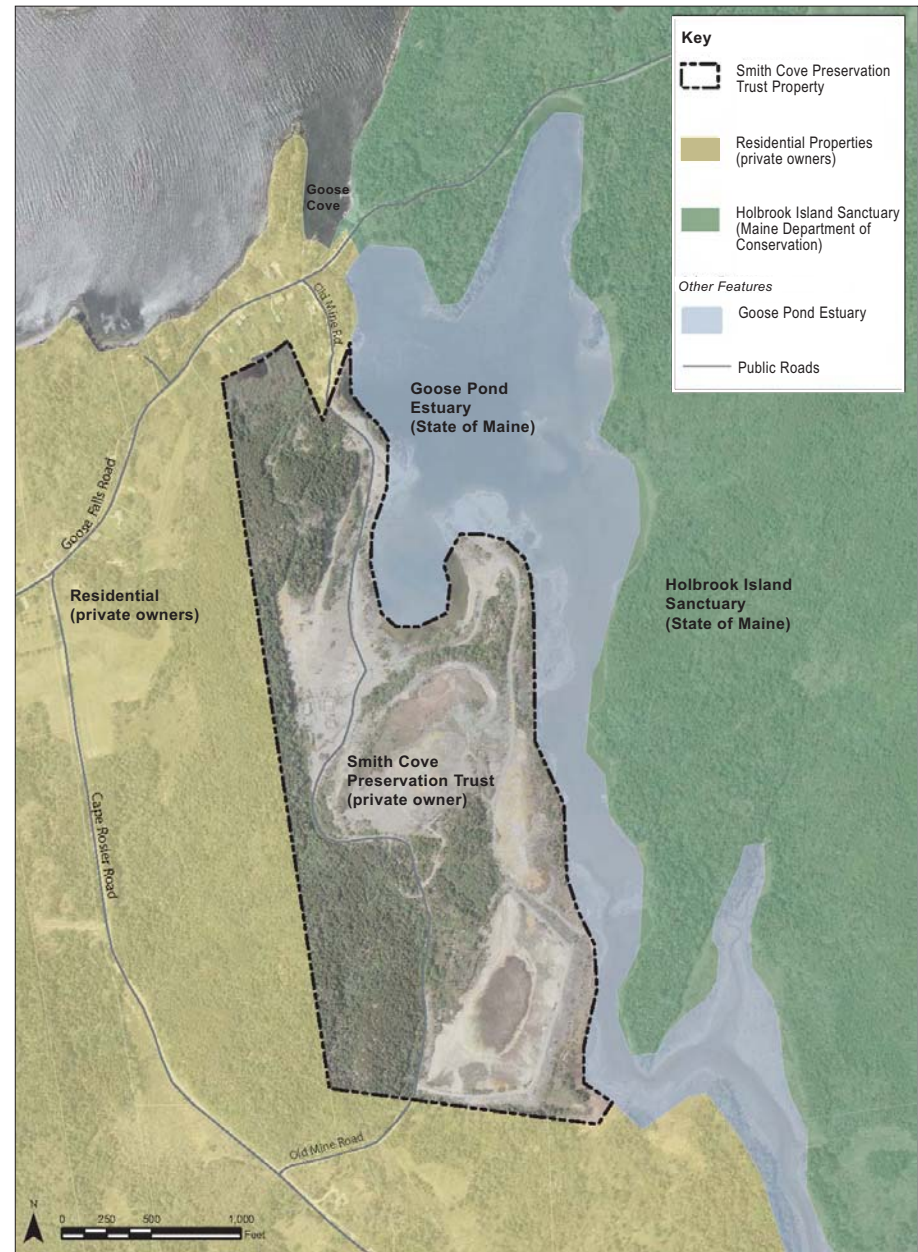 Key
Smith Cove Preservation
Trust Property
Residential Properties
(private owners)
Holbrook Island Sanctuary
(Maine Department of
Conservation)
Other Features
Goose Pond Estuary
Public Roads
Goose
Cove
Old Mine Rd
Goose Pond
Estuary
(State of Maine)
Goose Falls Road
Residential
(private owners)
Holbrook Island
Sanctuary
(State of Maine)
Smith Cove
Preservation Trust
(private owner)
Cape Rosier Road
Old Mine Road
N
0 250 500 1,000
Feet